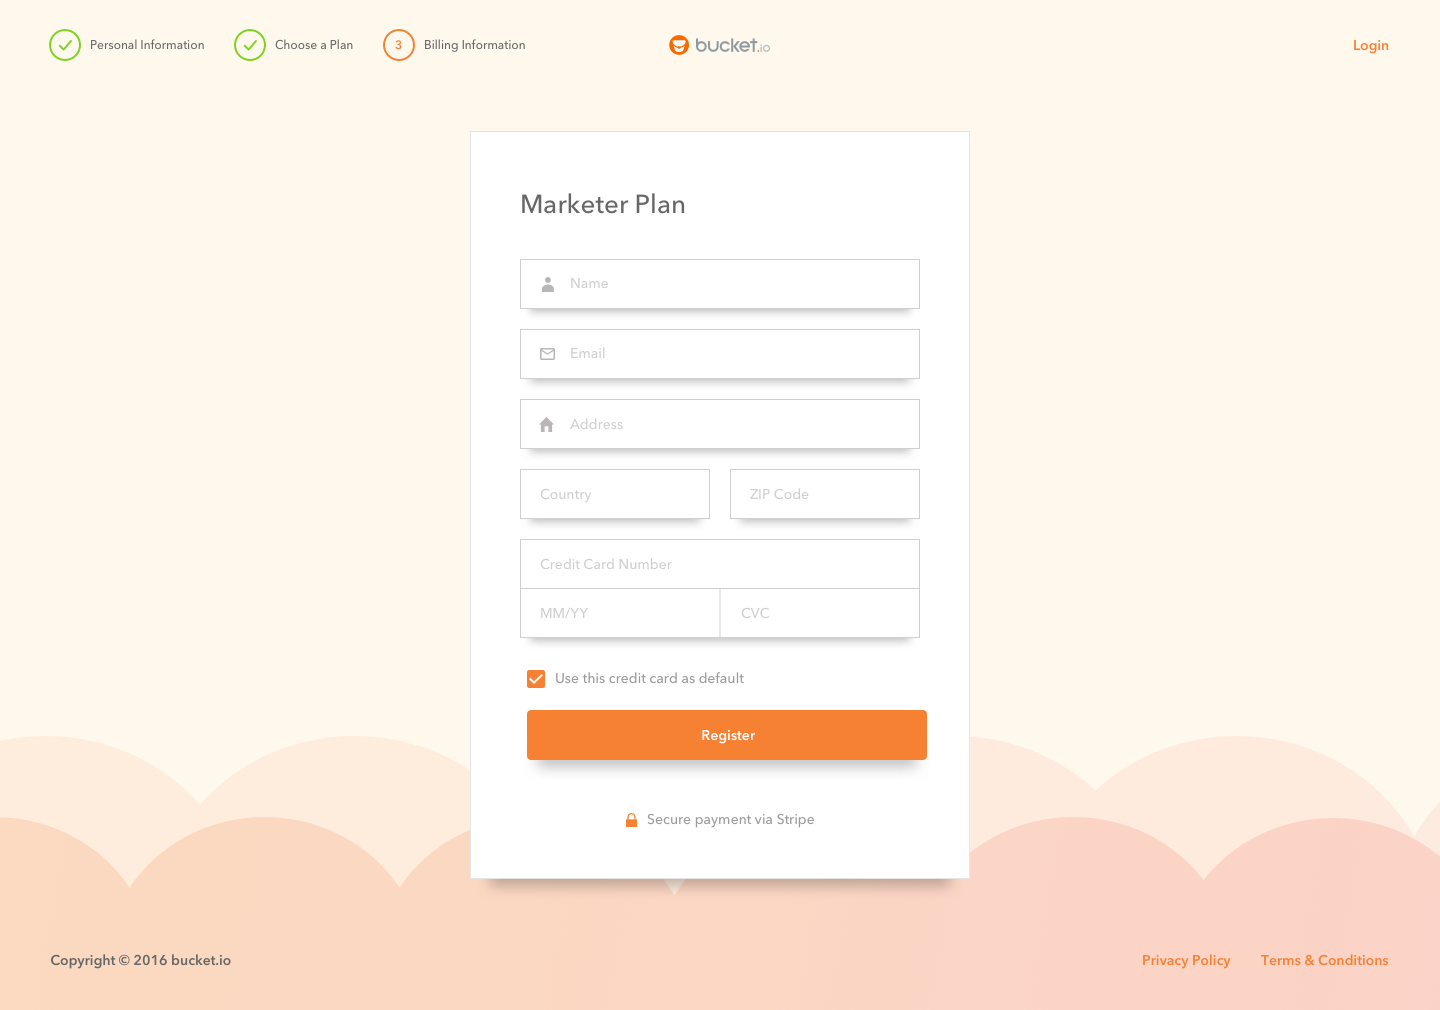 Personal Information
Choose a Plan
3
Billing Information
bucket.io
Login
Marketer Plan
Name
Email
Address
Country
ZIP Code
Credit Card Number
MM/YY
CVC
Use this credit card as default
Register
Secure payment via Stripe
Copyright © 2016 bucket.io
Privacy Policy
Terms & Conditions